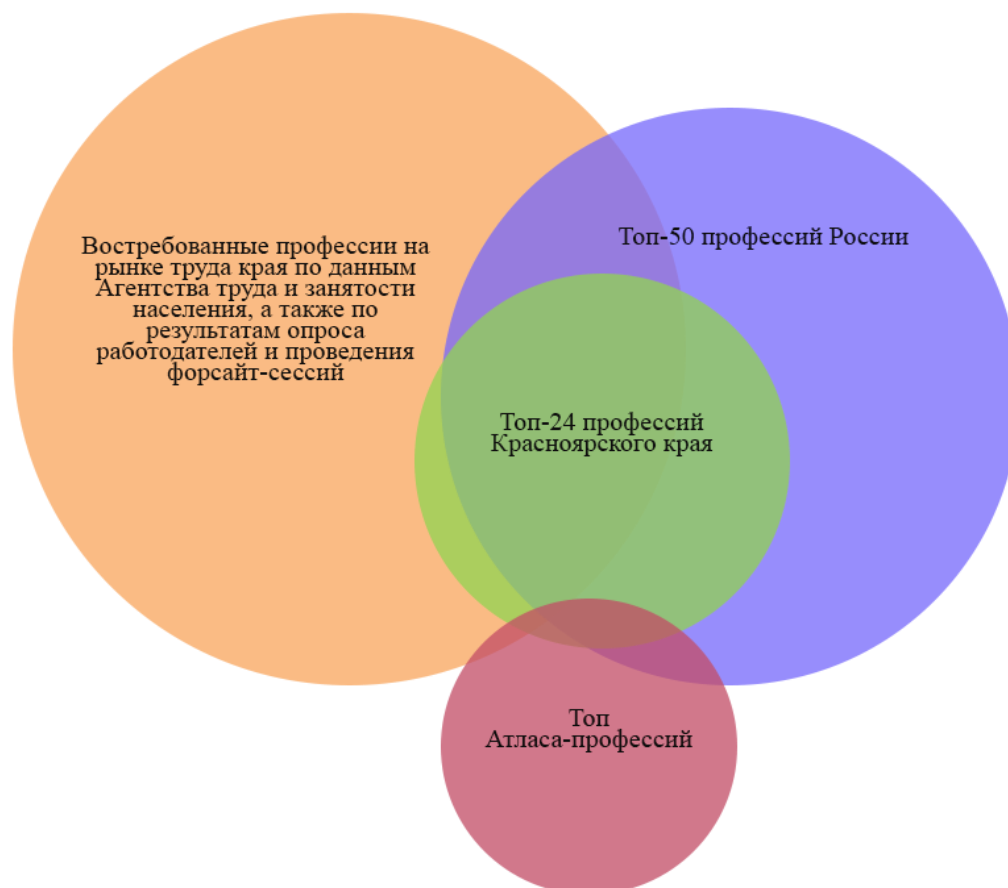 Востребованные профессии на
рынке труда края по данным
Агентства труда и занятости
населения, а также по
результатам опроса
работодателей и проведения
форсайт-сессий
Топ-50 профессий России
Топ-24 профессий
Красноярского края
Топ
Атласа-профессий